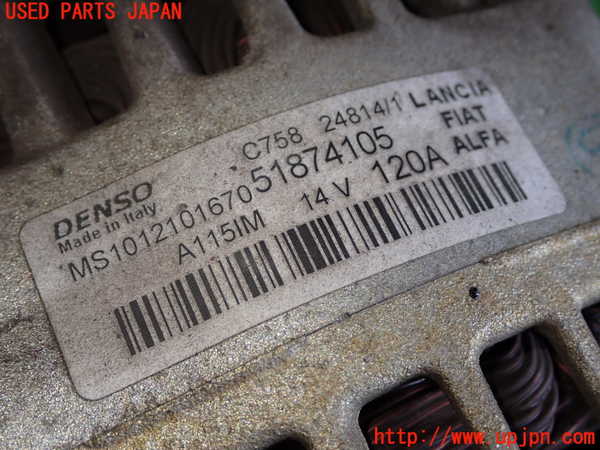 USED PARTS JAPAN
C758 24814/1 LANCIA
DENSO 51874105 FIAT
Made in Italy 14 V 120A ALFA
MS1012101670
A115IM
http://www.upjpn.com